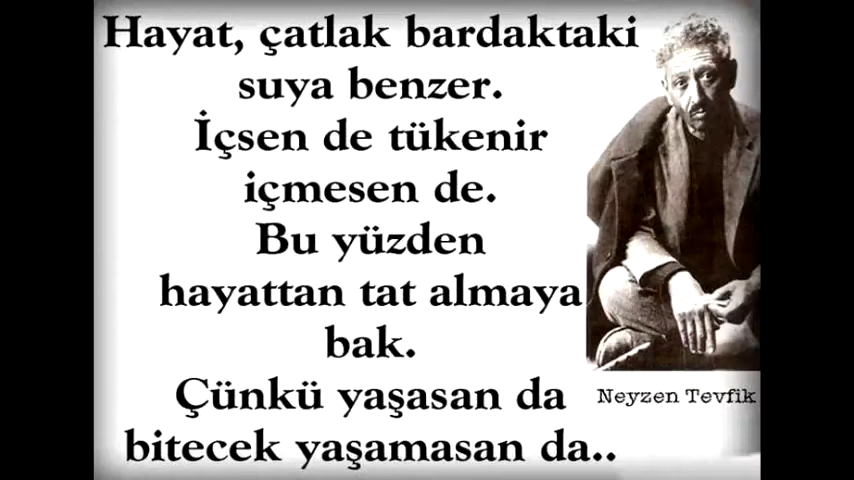 Hayat, çatlak bardaktaki
suya benzer.
İçsen de tükenir
içmesen de.
Bu yüzden
hayattan tat almaya
bak.
Çünkü yaşasan da
bitecek yaşamasan da..
Neyzen Tevfik